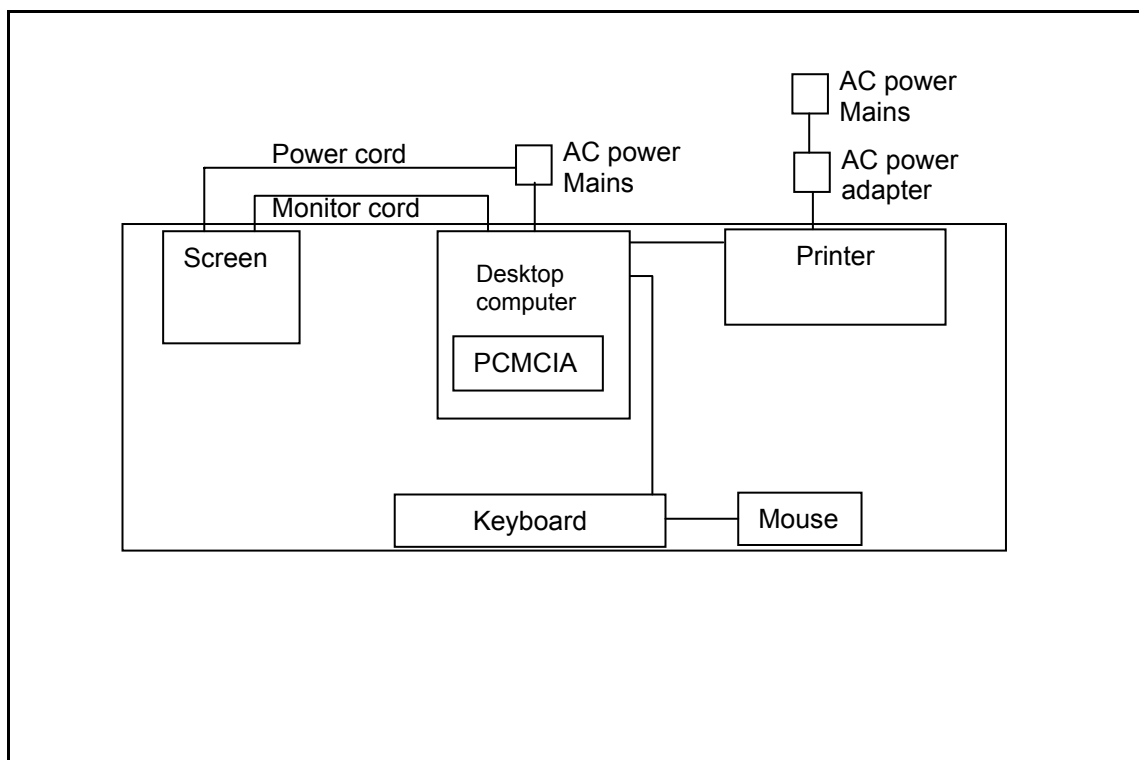 AC power
Mains
AC power
adapter
Power cord
AC power
Mains
Monitor cord
Screen
Desktop
computer
PCMCIA
Printer
Keyboard
Mouse